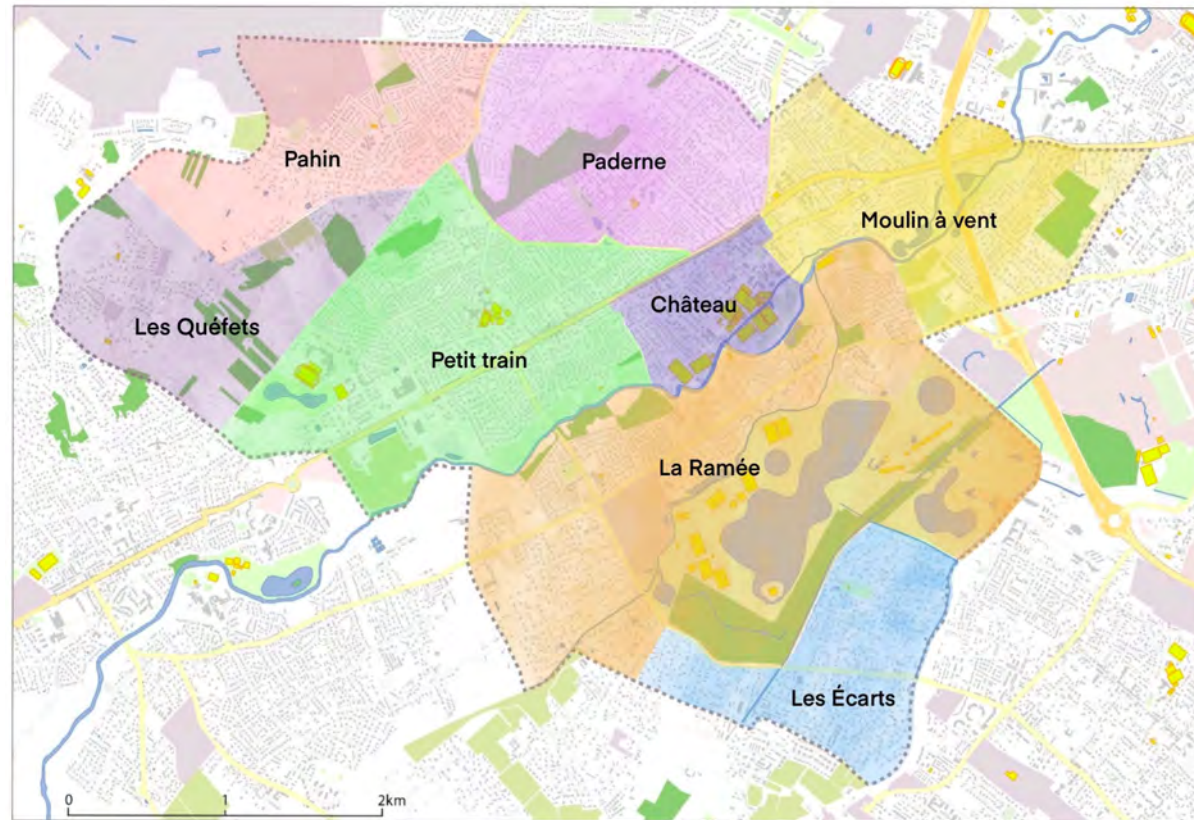 Pahin
Paderne
Moulin à vent
Les Quéfets
Château
Petit train
La Ramée
Les Écarts
0 1 2km